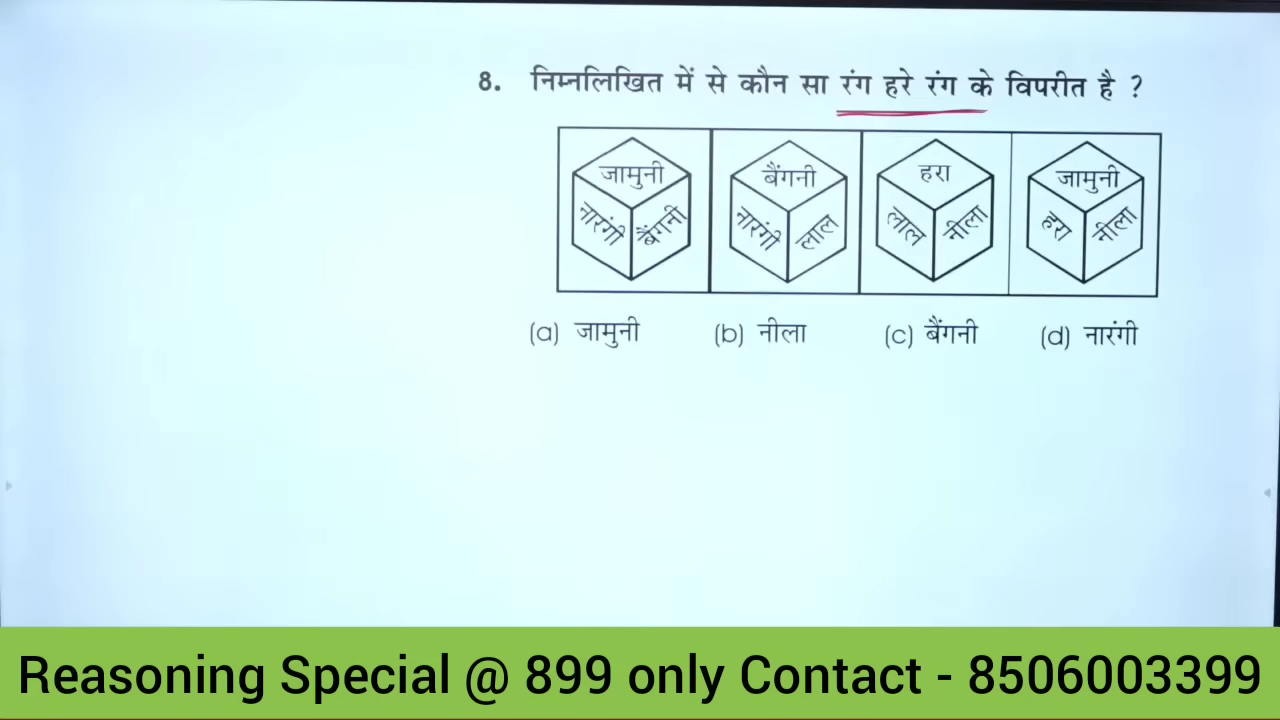 8. निम्नलिखित में से कौन सा रंग हरे रंग के विपरीत है ?
जामुनी
नारंगी बैंगनी
बैंगनी
नारंगी लाल
हरा
लाल नीला
जामुनी
हरा नीला
(a) जामुनी (b) नीला (c) बैंगनी (d) नारंगी
Reasoning Special @ 899 only Contact - 8506003399